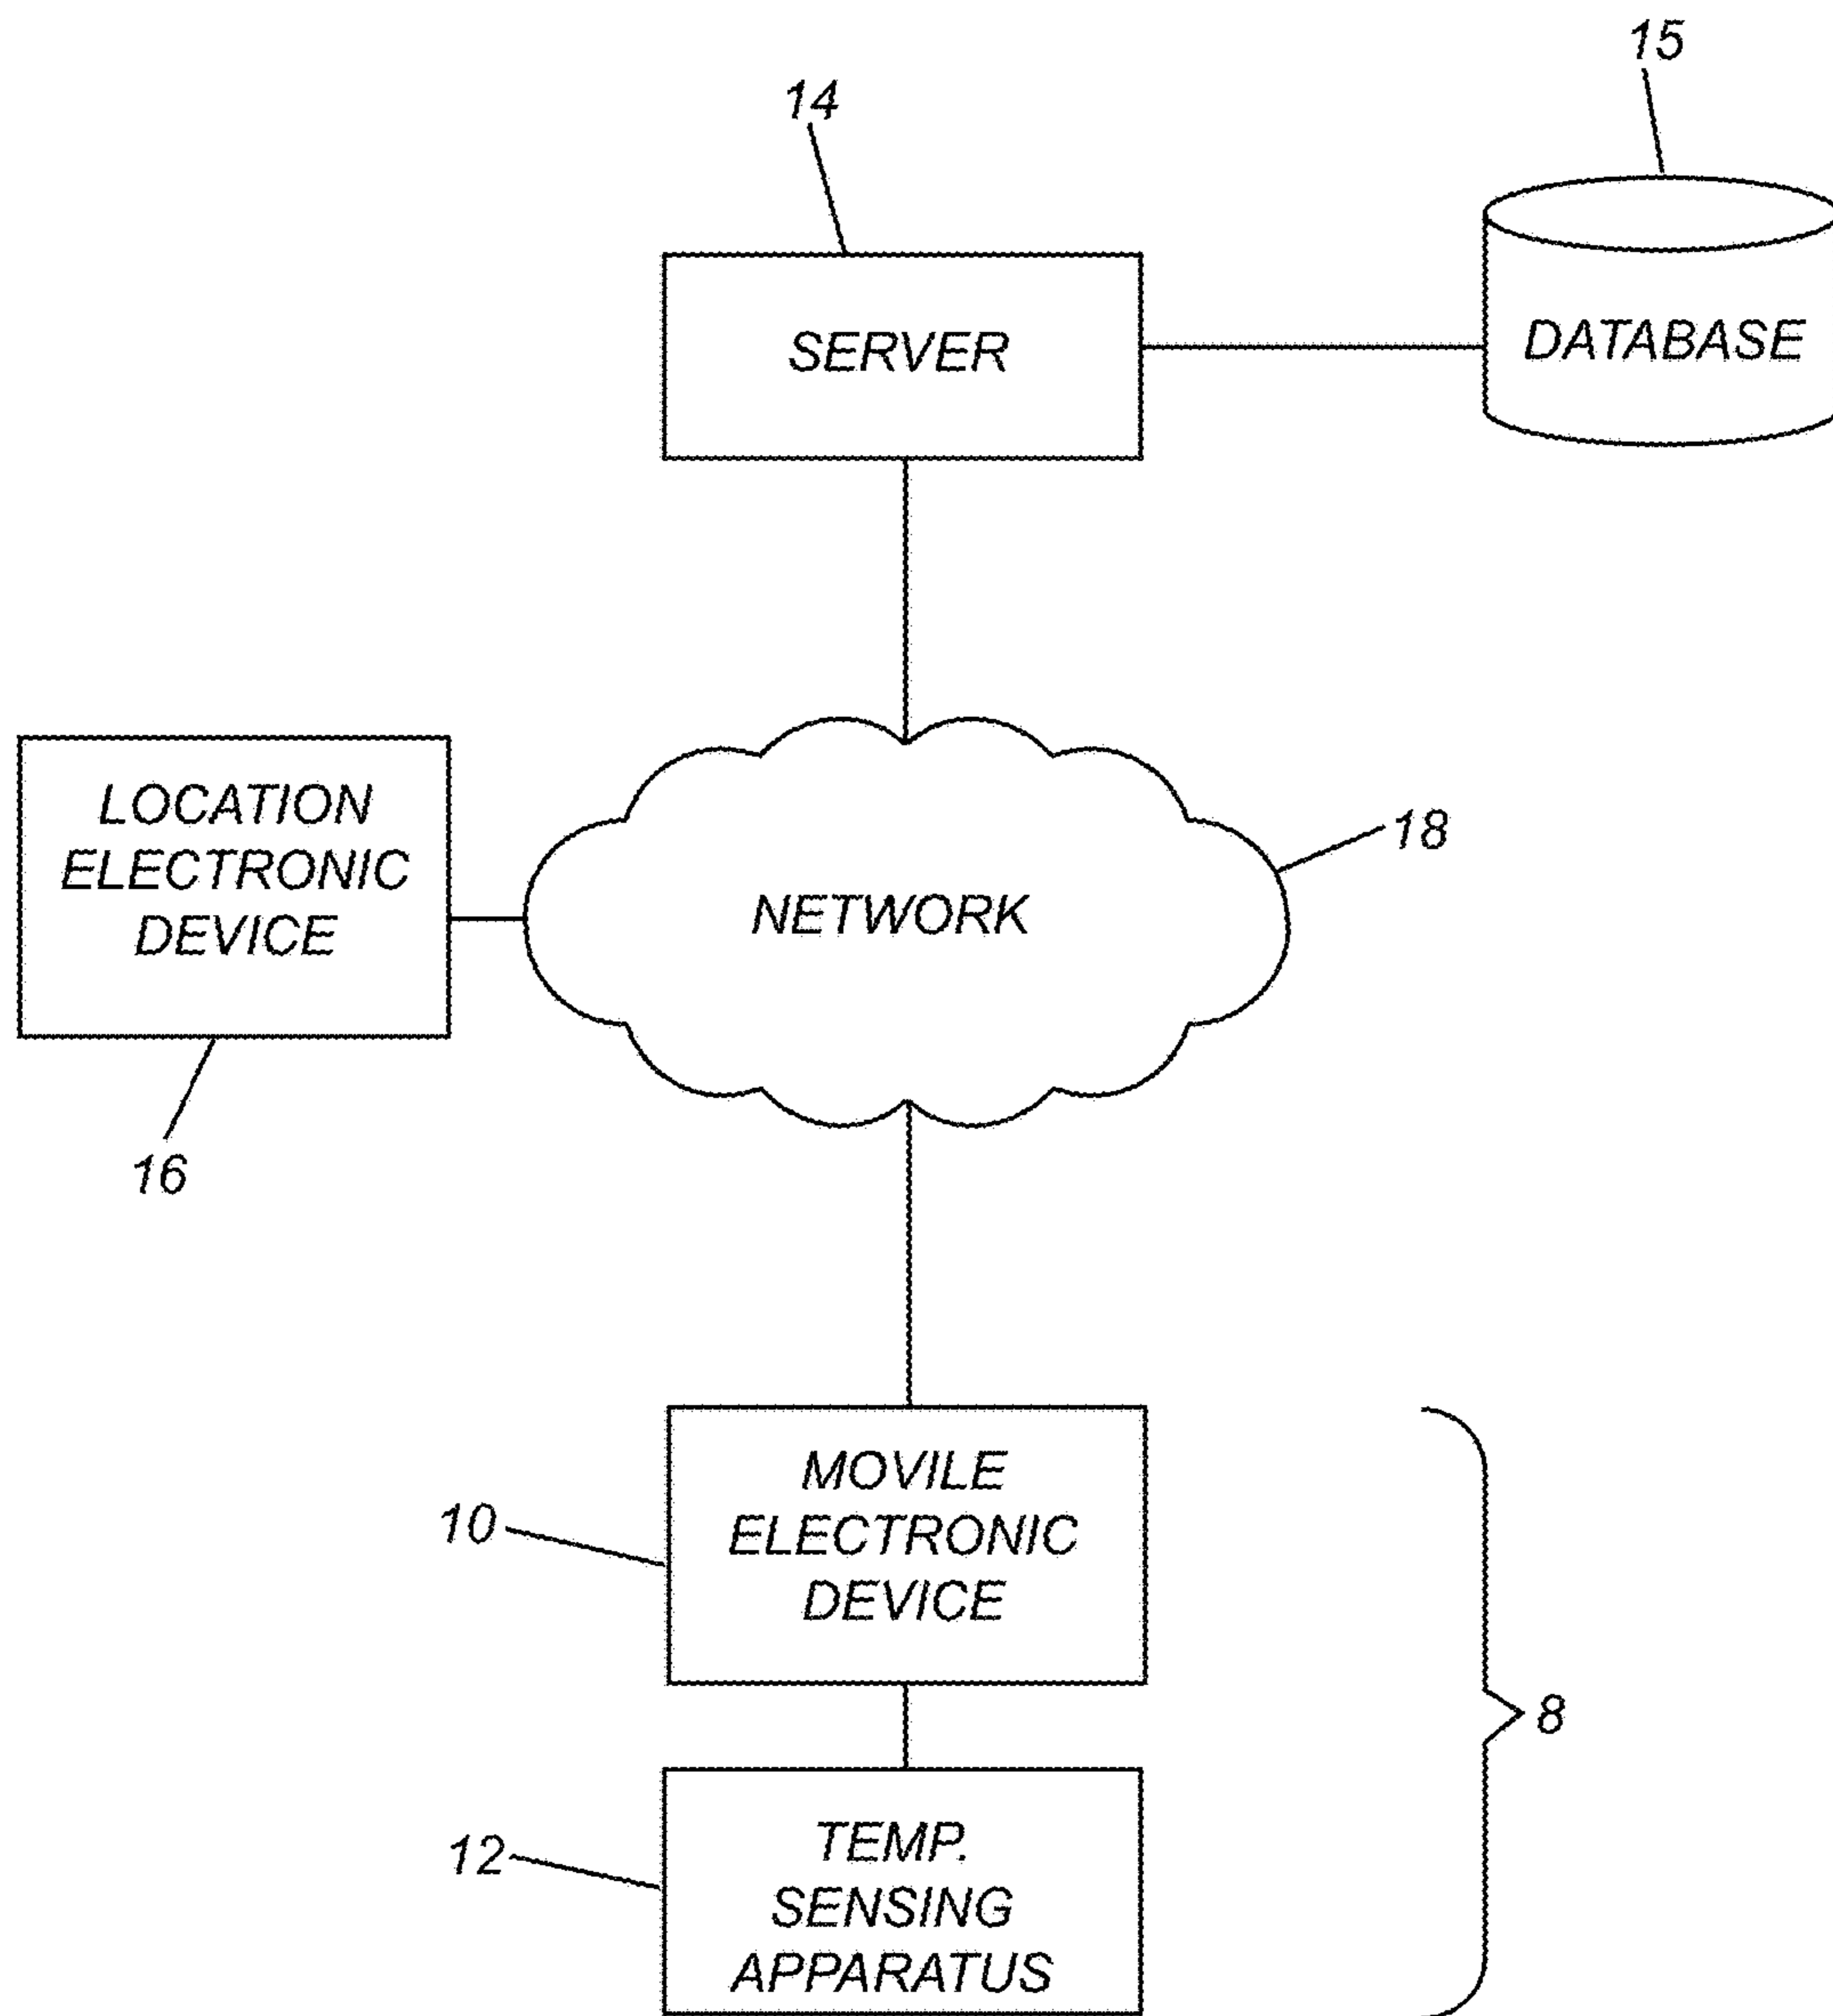 15
14
SERVER
DATABASE
LOCATION
ELECTRONIC
DEVICE
18
NETWORK
16
MOVILE
ELECTRONIC
DEVICE
10
8
12
TEMP.
SENSING
APPARATUS